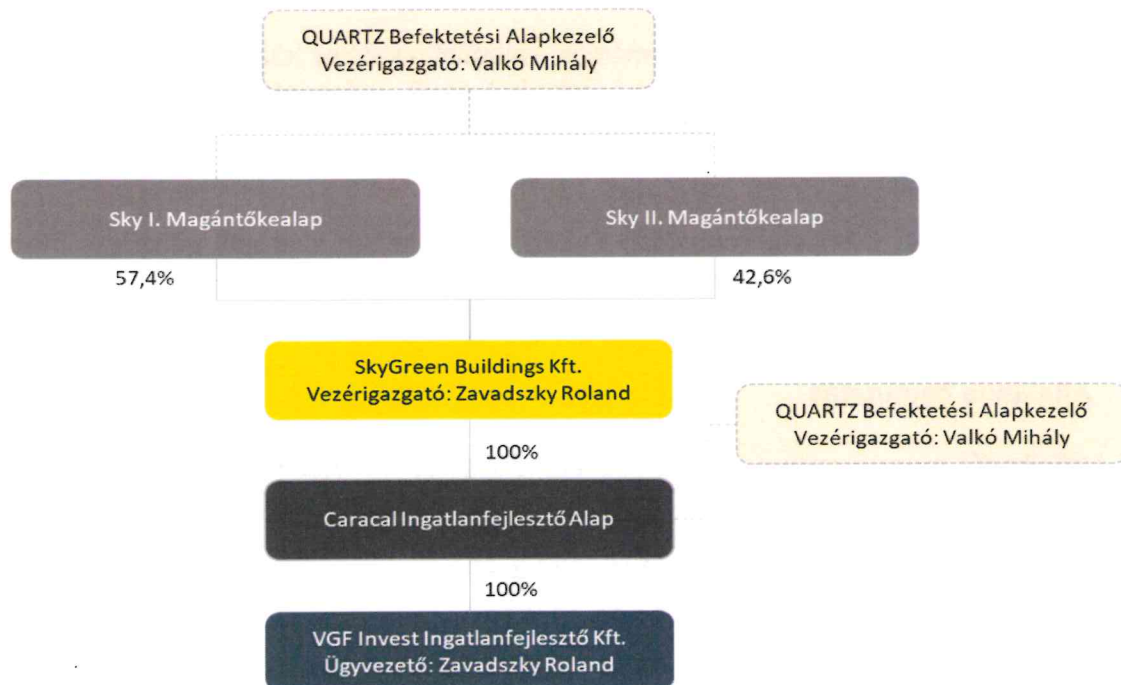 QUARTZ Befektetési Alapkezelő
Vezérigazgató: Valkó Mihály
Sky I. Magántőkealap
Sky II. Magántőkealap
57,4%
42,6%
SkyGreen Buildings Kft.
Vezérigazgató: Zavadszky Roland
QUARTZ Befektetési Alapkezelő
Vezérigazgató: Valkó Mihály
100%
Caracal Ingatlanfejlesztő Alap
100%
VGF Invest Ingatlanfejlesztő Kft.
Ügyvezető: Zavadszky Roland